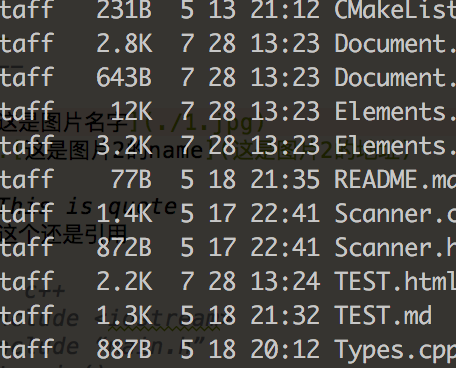 taff 231B 5 13 21:12 CMakeList
taff 2.8K 7 28 13:23 Document.
taff 643B 7 28 13:23 Document.
taff 12K 7 28 13:23 Elements.
这是图片名字](./1.jpg)
taff 3.2K 7 28 13:23 Elements.
[这是图片2的name](这是图片2的地址)
taff 77B 5 18 21:35 README.md
This is quote
taff 1.4K 5 17 22:41 Scanner.c
这个还是引用
taff 872B 5 17 22:41 Scanner.h
taff 2.2K 7 28 13:24 TEST.html
c++
taff 1.3K 5 18 21:32 TEST.md
clude <iostream>
taff 887B 5 18 20:12 Types.cpp